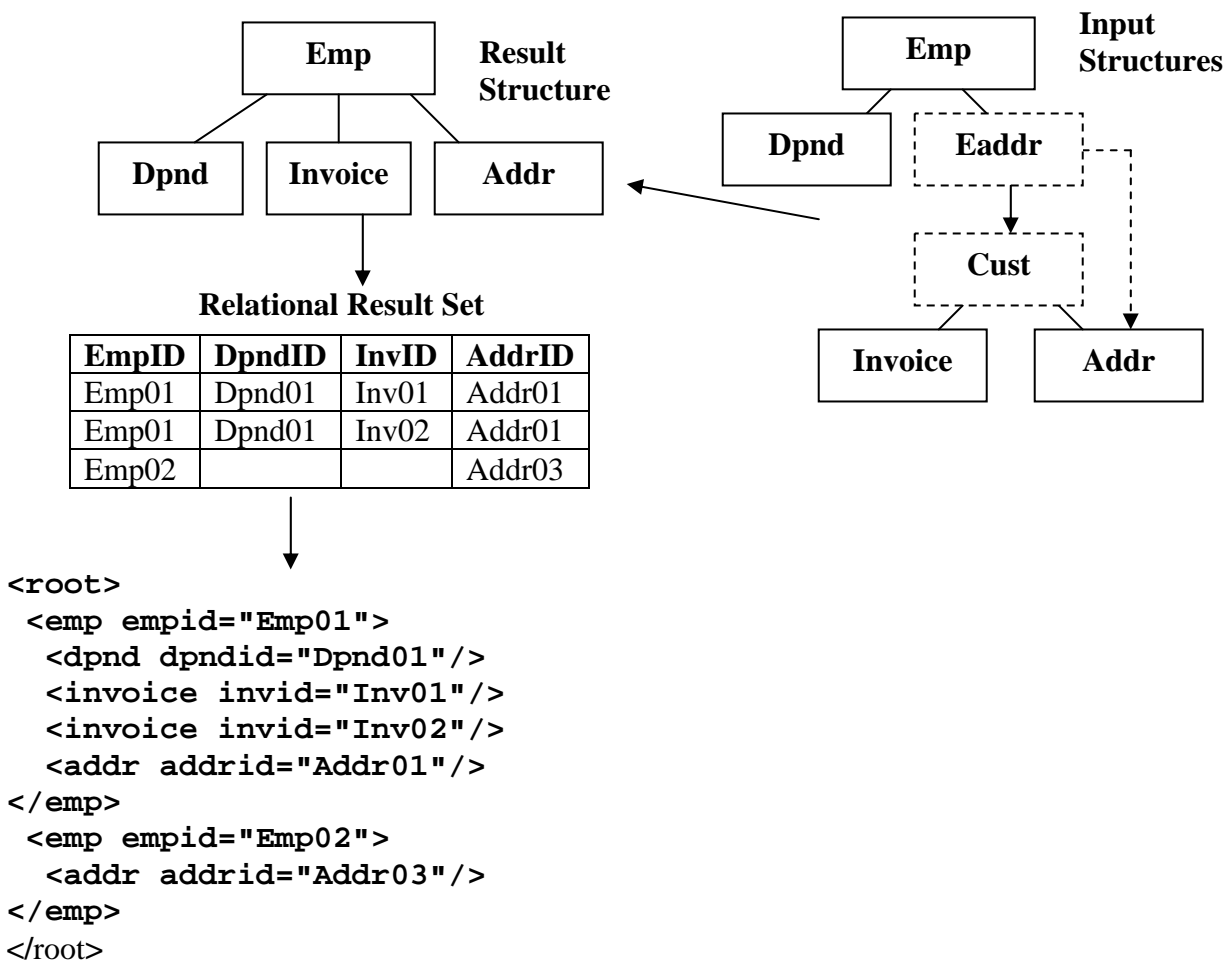 Emp
Result
Structure
Dpnd
Invoice
Addr
Input
Structures
Emp
Dpnd
Eaddr
Cust
Invoice
Addr
Relational Result Set
EmpID DpndID InvID AddrID
Emp01 Dpnd01 Inv01 Addr01
Emp01 Dpnd01 Inv02 Addr01
Emp02 Addr03
<root>
<emp empid="Emp01">
<dpnd dpndid="Dpnd01"/>
<invoice invid="Inv01"/>
<invoice invid="Inv02"/>
<addr addrid="Addr01"/>
</emp>
<emp empid="Emp02">
<addr addrid="Addr03"/>
</emp>
</root>